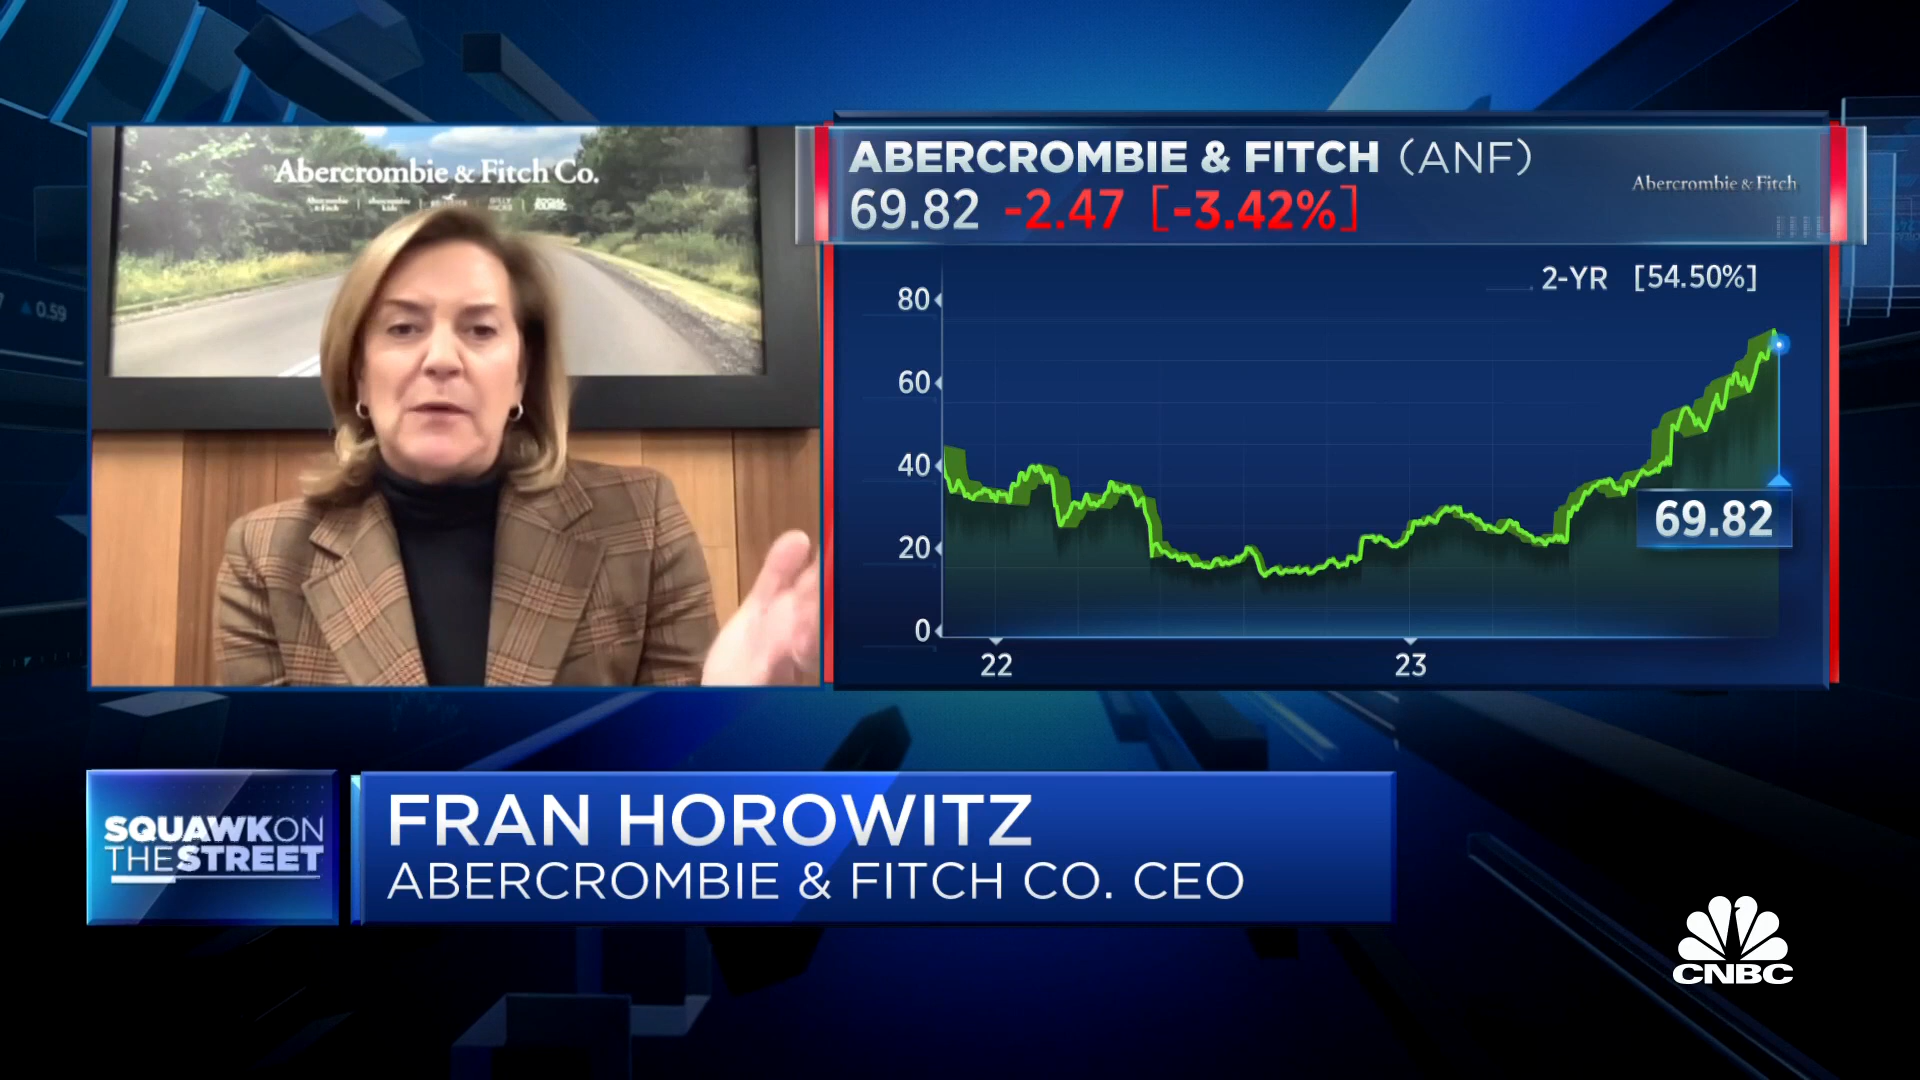 Abercrombie & Fitch Co.
ABERCROMBIE & FITCH (ANF)
69.82 -2.47 [-3.42%]
Abercrombie & Fitch
2-YR [54.50%]
80
60
40
20
0
22
23
69.82
0.59
SQUAWK ON
THE STREET
FRAN HOROWITZ
ABERCROMBIE & FITCH CO. CEO
CNBC